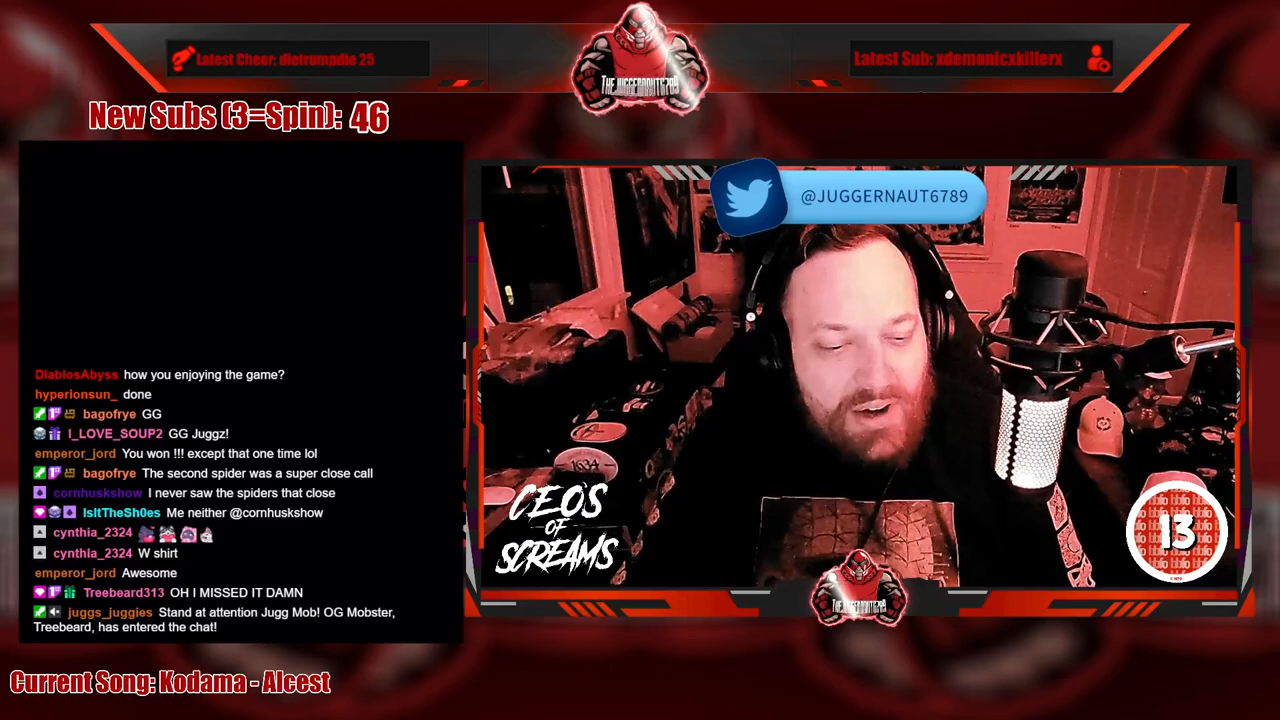 Latest Cheer: dietrumpdie 25
THEJUGGERNAUT6789
Latest Sub: xdemonicxkillerx
New Subs (3=Spin): 46
@JUGGERNAUT6789
DiablosAbyss how you enjoying the game?
hyperionsun_ done
bagofrye GG
I_LOVE_SOUP2 GG Juggz!
emperor_jord You won !!! except that one time lol
bagofrye The second spider was a super close call
cornhuskshow I never saw the spiders that close
IsItTheSh0es Me neither @cornhuskshow
cynthia_2324
cynthia_2324 W shirt
emperor_jord Awesome
Treebeard313 OH I MISSED IT DAMN
juggs_juggies Stand at attention Jugg Mob! OG Mobster,
Treebeard, has entered the chat!
1634
CEO'S
OF
SCREAMS
13
THEJUGGERNAUT6789
Current Song: Kodama - Alcest